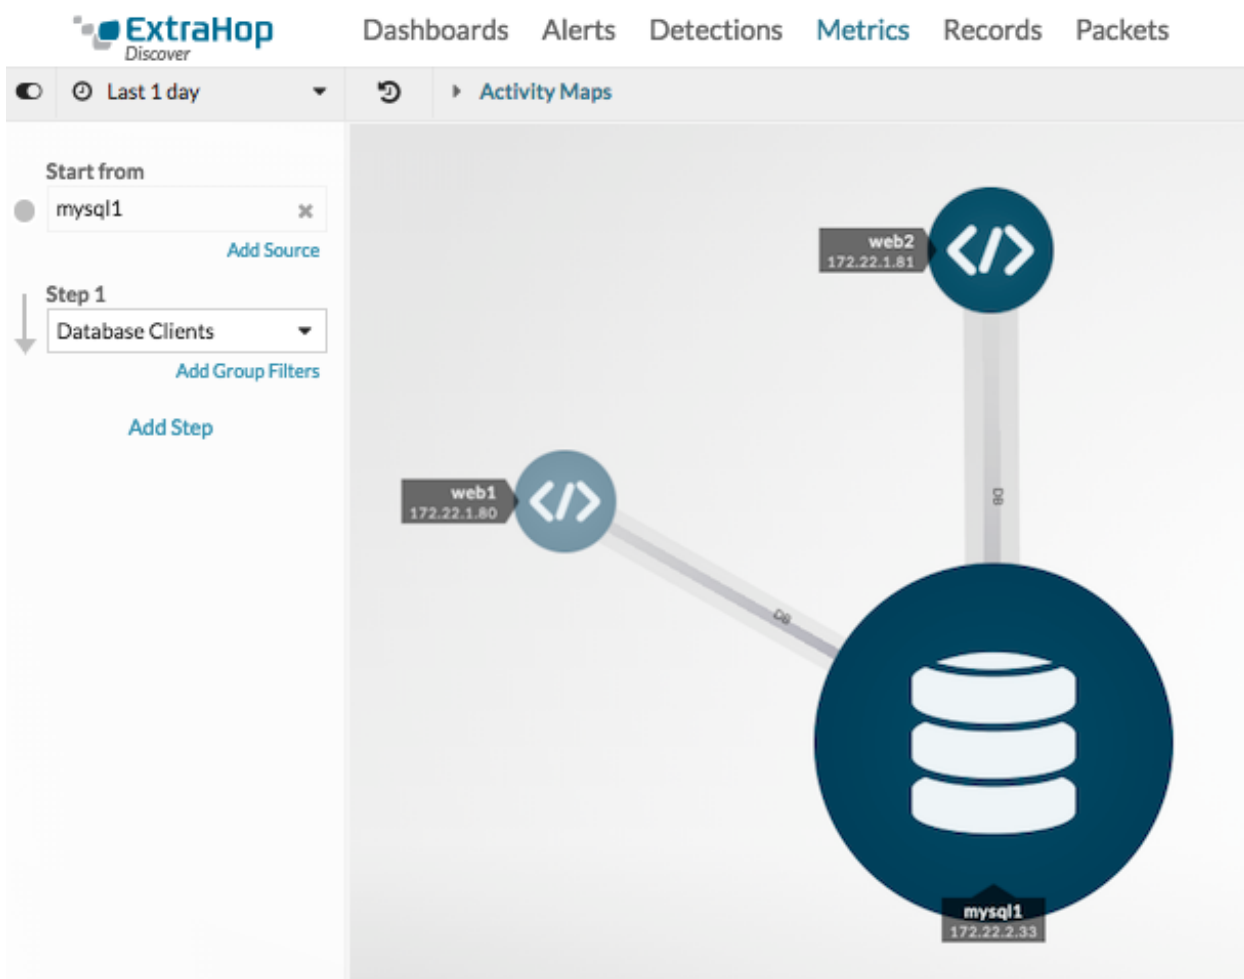 ExtraHop
Discover
Dashboards Alerts Detections Metrics Records Packets
Last 1 day
Activity Maps
Start from
mysql1
Add Source
Step 1
Database Clients
Add Group Filters
Add Step
web2
172.22.1.81
web1
172.22.1.80
DB
DB
mysql1
172.22.2.33